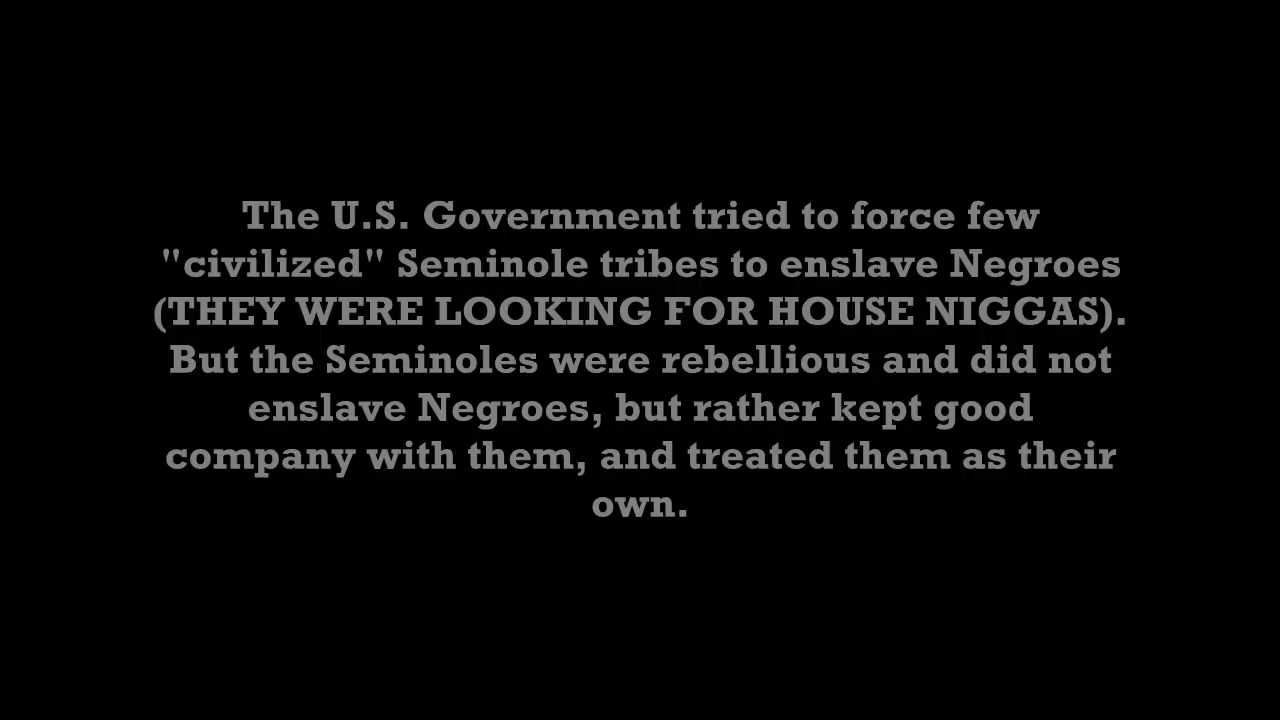 The U.S. Government tried to force few
"civilized" Seminole tribes to enslave Negroes
(THEY WERE LOOKING FOR HOUSE NIGGAS).
But the Seminoles were rebellious and did not
enslave Negroes, but rather kept good
company with them, and treated them as their
own.